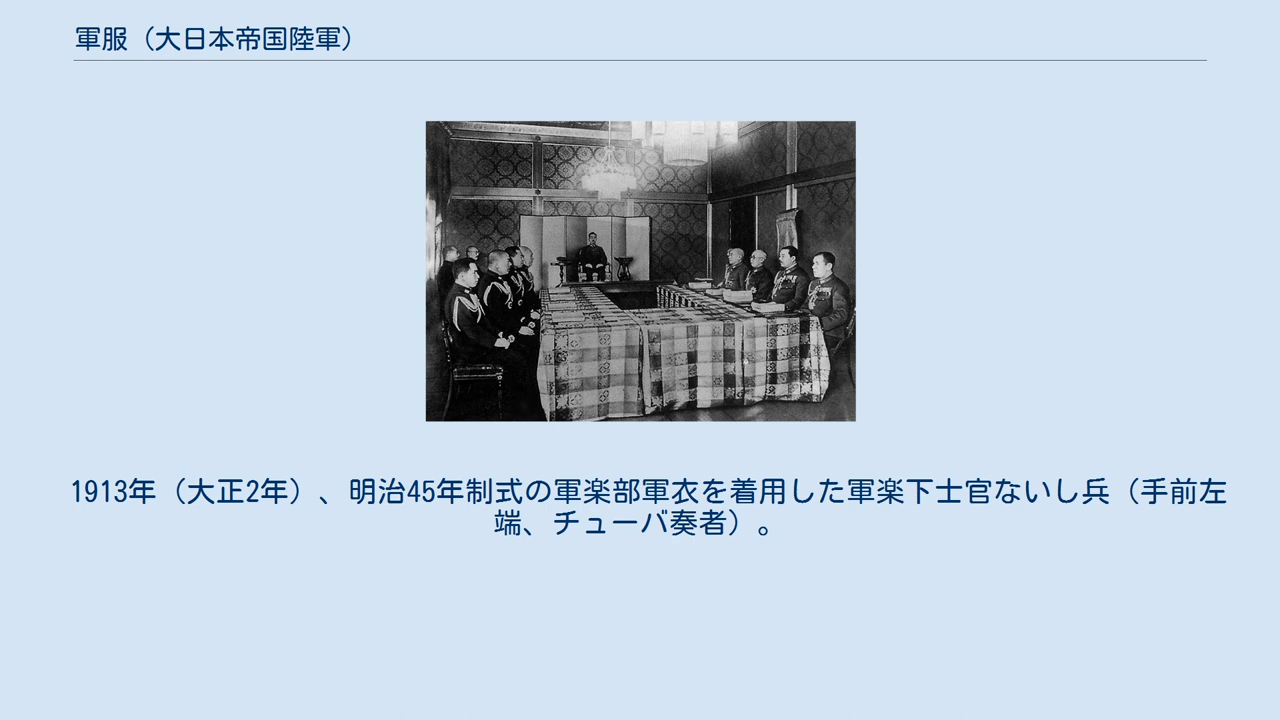 軍服（大日本帝国陸軍）
1913年（大正2年）、明治45年制式の軍楽部軍衣を着用した軍楽下士官ないし兵（手前左
端、チューバ奏者）。